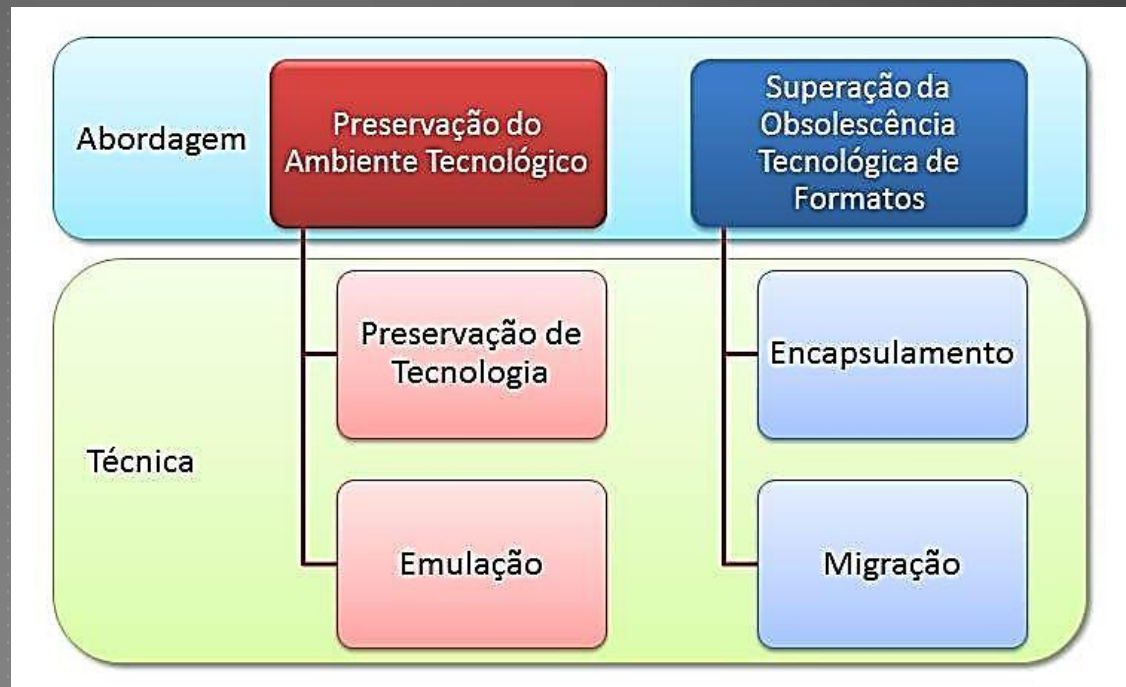 Abordagem
Preservação do
Ambiente Tecnológico
Superação da
Obsolescência
Tecnológica de
Formatos
Técnica
Preservação de
Tecnologia
Encapsulamento
Emulação
Migração